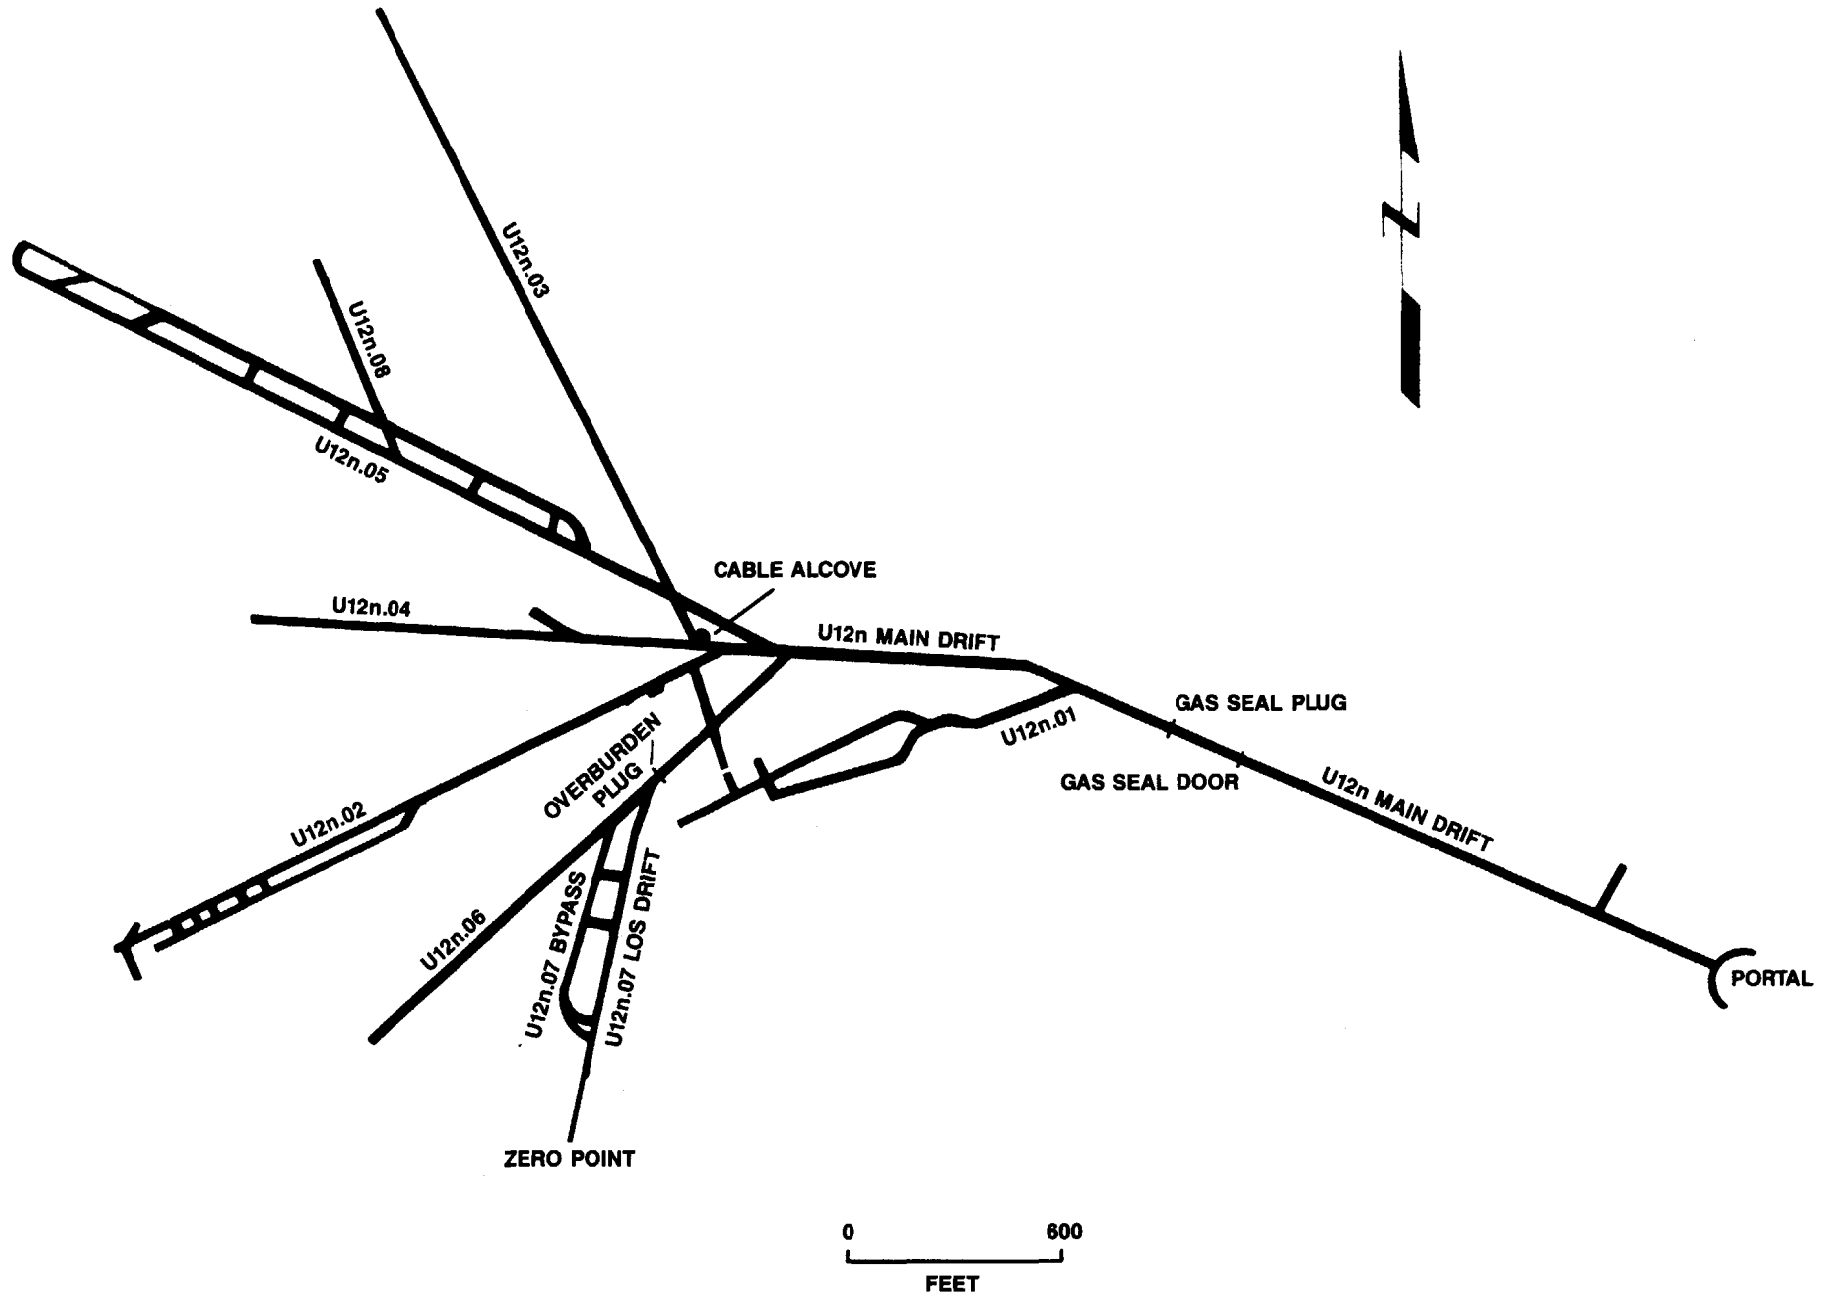 N
U12n.03
U12n.08
U12n.05
CABLE ALCOVE
U12n.04
U12n MAIN DRIFT
GAS SEAL PLUG
U12n.01
GAS SEAL DOOR
OVERBURDEN
PLUG
U12n MAIN DRIFT
U12n.02
U12n.06
U12n.07 BYPASS
U12n.07 LOS DRIFT
PORTAL
ZERO POINT
0 600
FEET